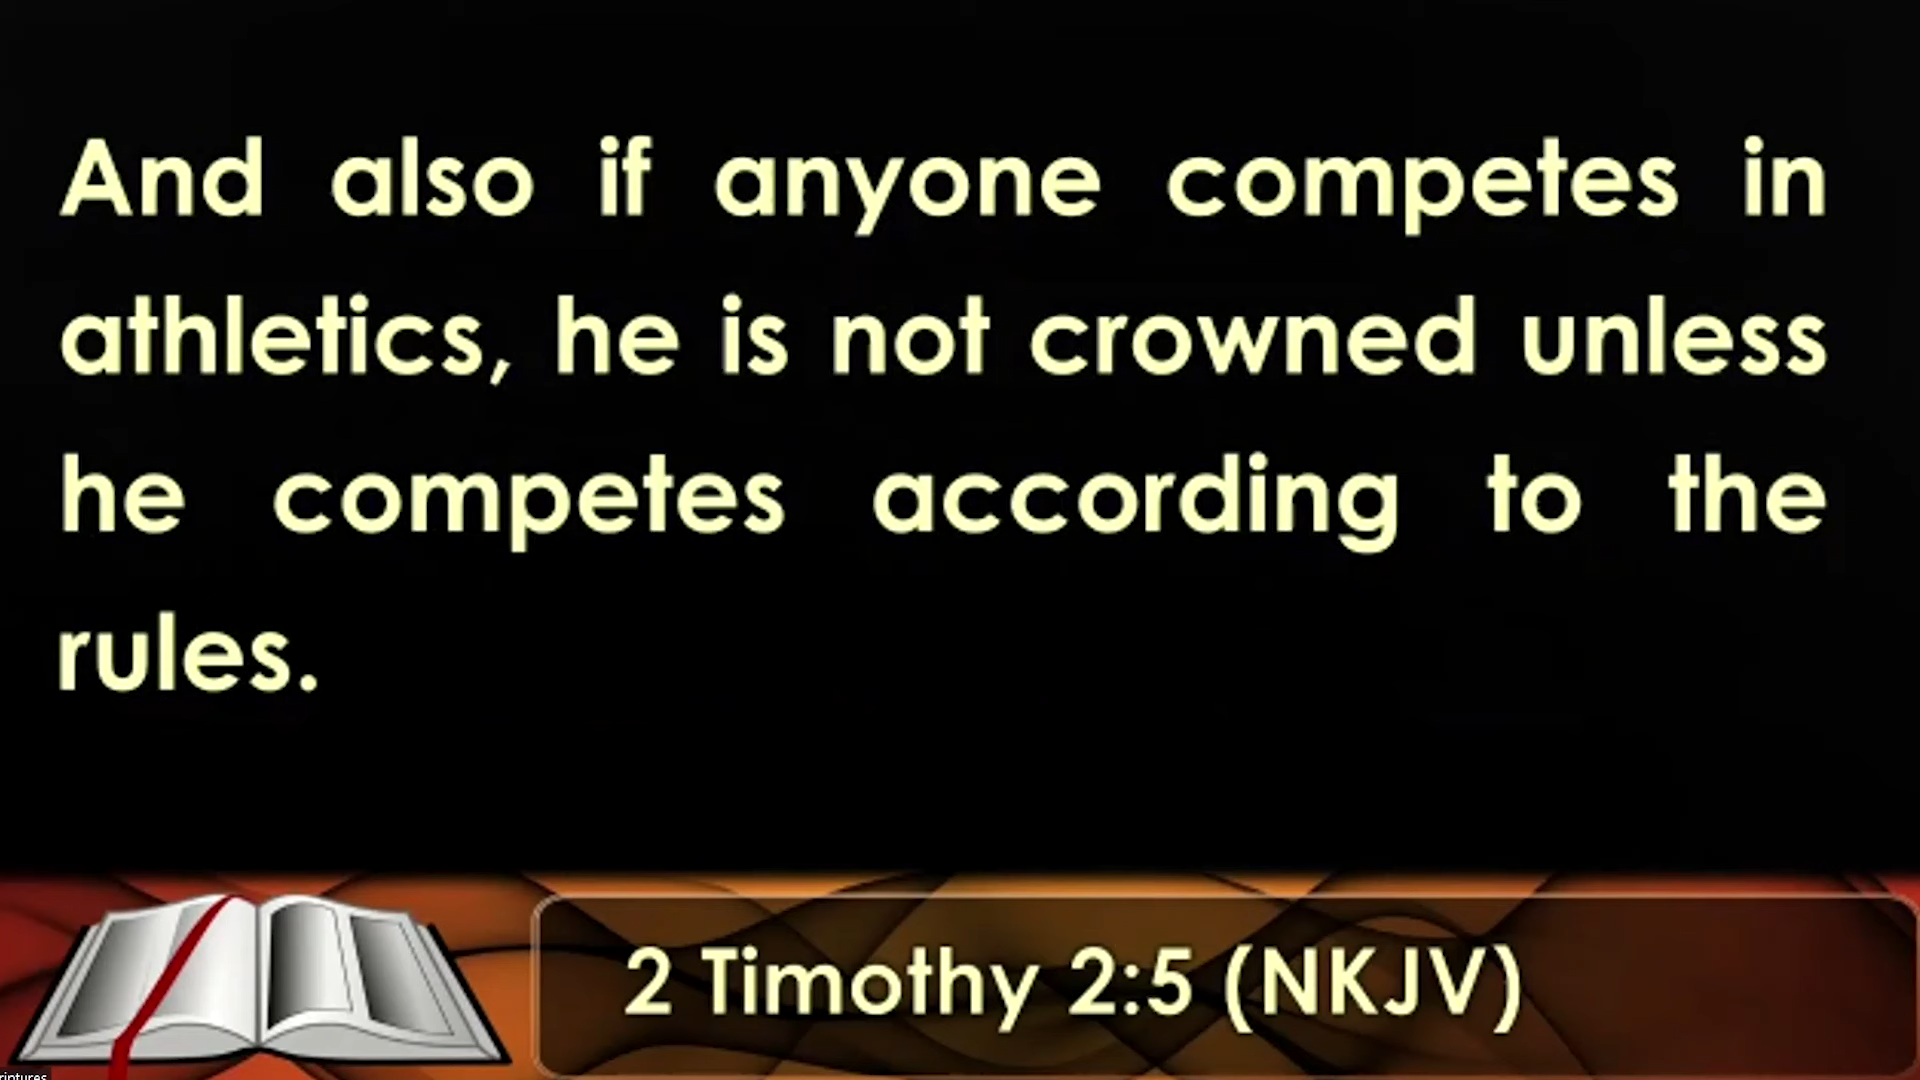 And also if anyone competes in
athletics, he is not crowned unless
he competes according to the
rules.
2 Timothy 2:5 (NKJV)
riptures